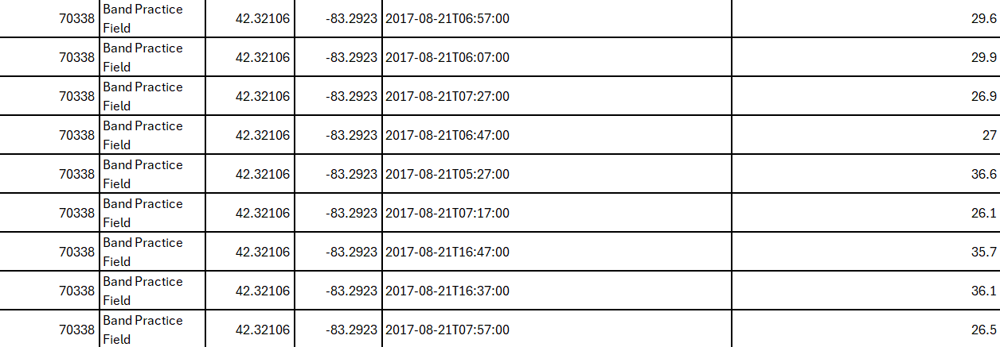 70338 Band Practice Field 42.32106 -83.2923 2017-08-21T06:57:00 29.6
70338 Band Practice Field 42.32106 -83.2923 2017-08-21T06:07:00 29.9
70338 Band Practice Field 42.32106 -83.2923 2017-08-21T07:27:00 26.9
70338 Band Practice Field 42.32106 -83.2923 2017-08-21T06:47:00 27
70338 Band Practice Field 42.32106 -83.2923 2017-08-21T05:27:00 36.6
70338 Band Practice Field 42.32106 -83.2923 2017-08-21T07:17:00 26.1
70338 Band Practice Field 42.32106 -83.2923 2017-08-21T16:47:00 35.7
70338 Band Practice Field 42.32106 -83.2923 2017-08-21T16:37:00 36.1
70338 Band Practice Field 42.32106 -83.2923 2017-08-21T07:57:00 26.5